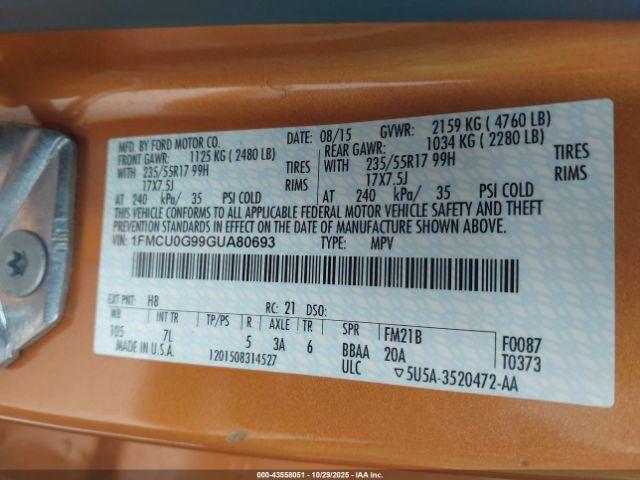 MFD. BY FORD MOTOR CO. DATE: 08/15 GVWR: 2159 KG ( 4760 LB)
FRONT GAWR: 1125 KG ( 2480 LB) REAR GAWR: 1034 KG ( 2280 LB)
WITH 235/55R17 99H TIRES WITH 235/55R17 99H TIRES
17X7.5J RIMS 17X7.5J RIMS
AT 240 kPa/ 35 PSI COLD AT 240 kPa/ 35 PSI COLD
THIS VEHICLE CONFORMS TO ALL APPLICABLE FEDERAL MOTOR VEHICLE SAFETY AND THEFT
PREVENTION STANDARDS IN EFFECT ON THE DATE OF MANUFACTURE SHOWN ABOVE.
VIN: 1FMCU0G99GUA80693 TYPE: MPV
EXT PNT: H8 RC: 21 DSO:
WB INT TR TP/PS R AXLE TR SPR FM21B F0087
105 7L 5 3A 6 BBAA 20A T0373
MADE IN U.S.A. 1201508314527 ULC ▽5U5A-3520472-AA
000-43558051 - 10/29/2025 - IAA Inc.